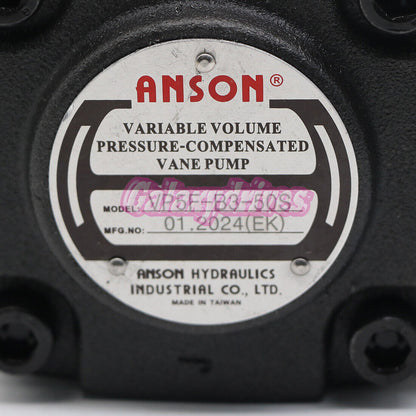 ANSON®
VARIABLE VOLUME
PRESSURE-COMPENSATED
VANE PUMP
MODEL: VP5F-B3-50S
MFG.NO: 01.2024(EK)
ANSON HYDRAULICS
INDUSTRIAL CO., LTD.
MADE IN TAIWAN